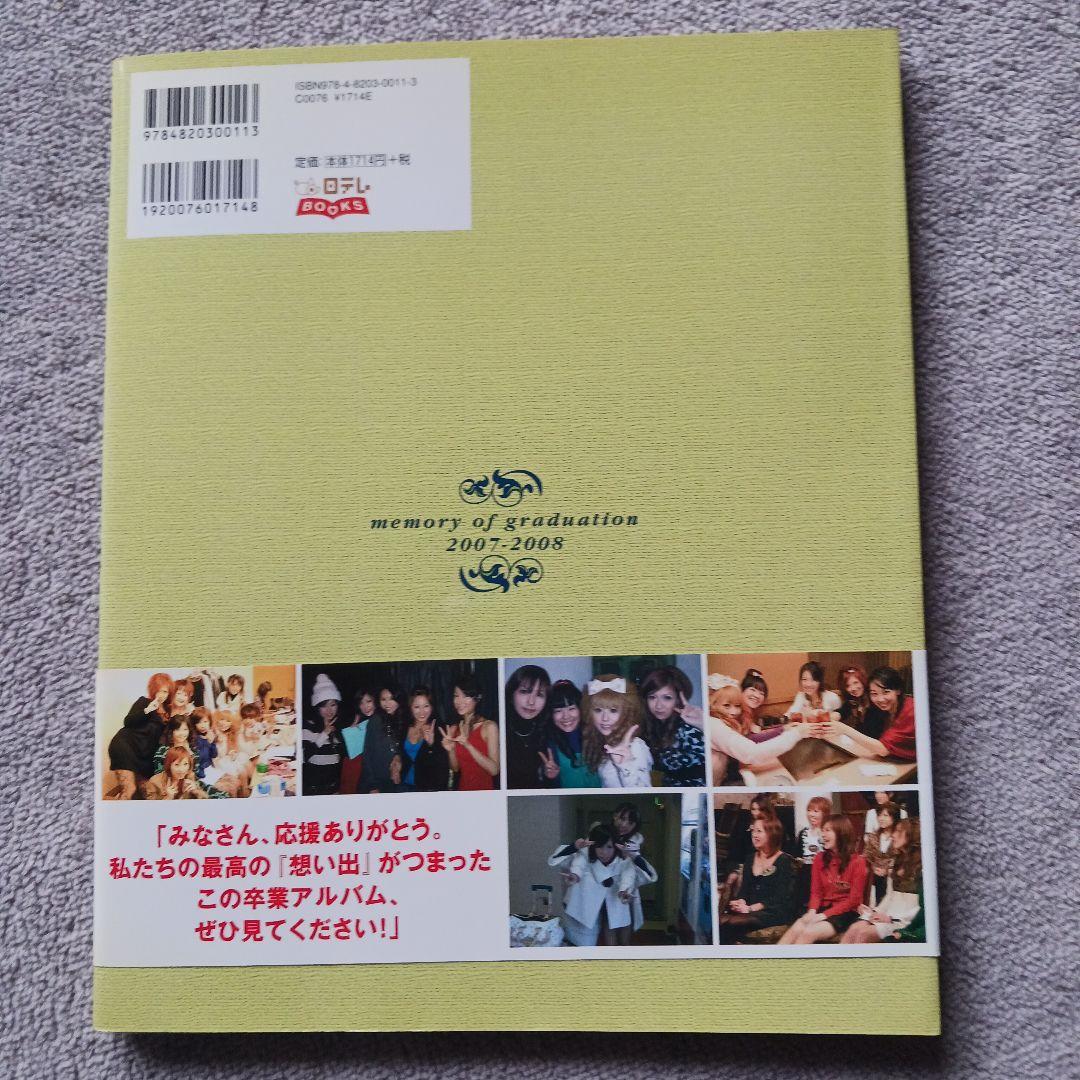 ISBN978-4-8203-0011-3
C0076 ¥1714E
9784820300113
定価:本体1714円+税
1920076017148
日テレ
BOOKS
memory of graduation
2007-2008
「みなさん、応援ありがとう。
私たちの最高の『想い出』がつまった
この卒業アルバム、
ぜひ見てください!」